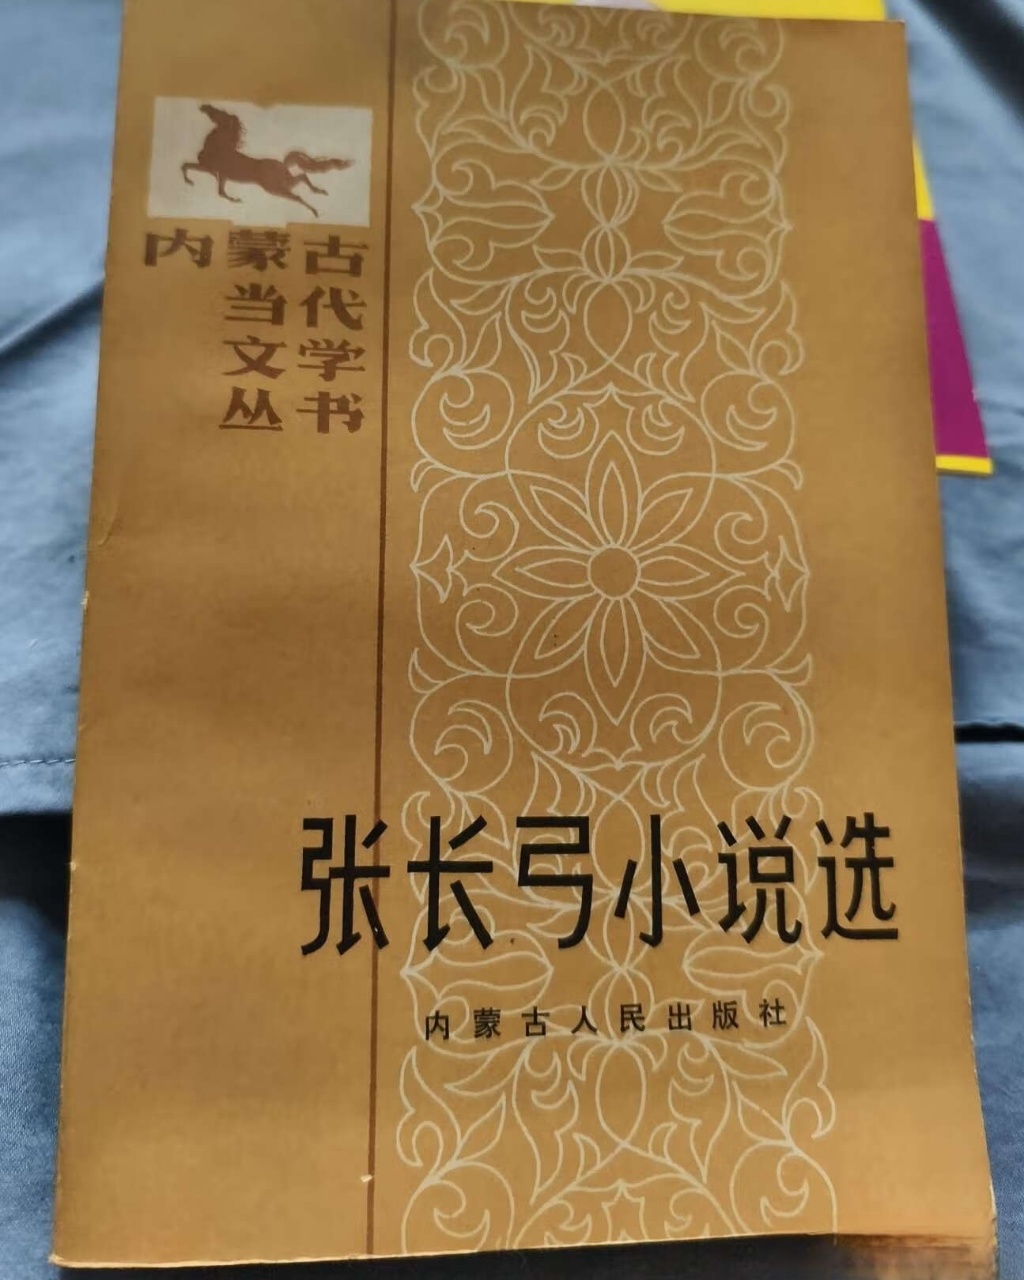 内蒙古
当代
文学
丛书
张长弓小说选
内蒙古人民出版社